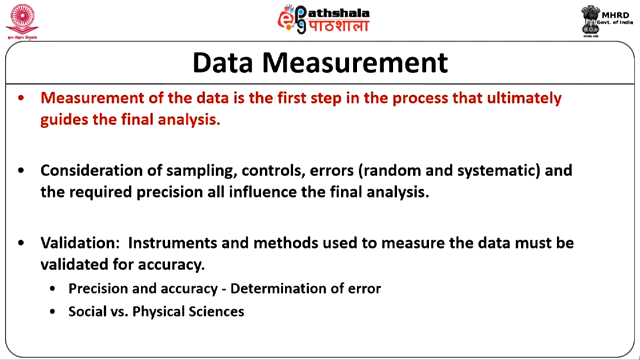 Pathshala
पाठशाला
MHRD
Govt. of India
Data Measurement
• Measurement of the data is the first step in the process that ultimately
guides the final analysis.
• Consideration of sampling, controls, errors (random and systematic) and
the required precision all influence the final analysis.
• Validation: Instruments and methods used to measure the data must be
validated for accuracy.
• Precision and accuracy - Determination of error
• Social vs. Physical Sciences